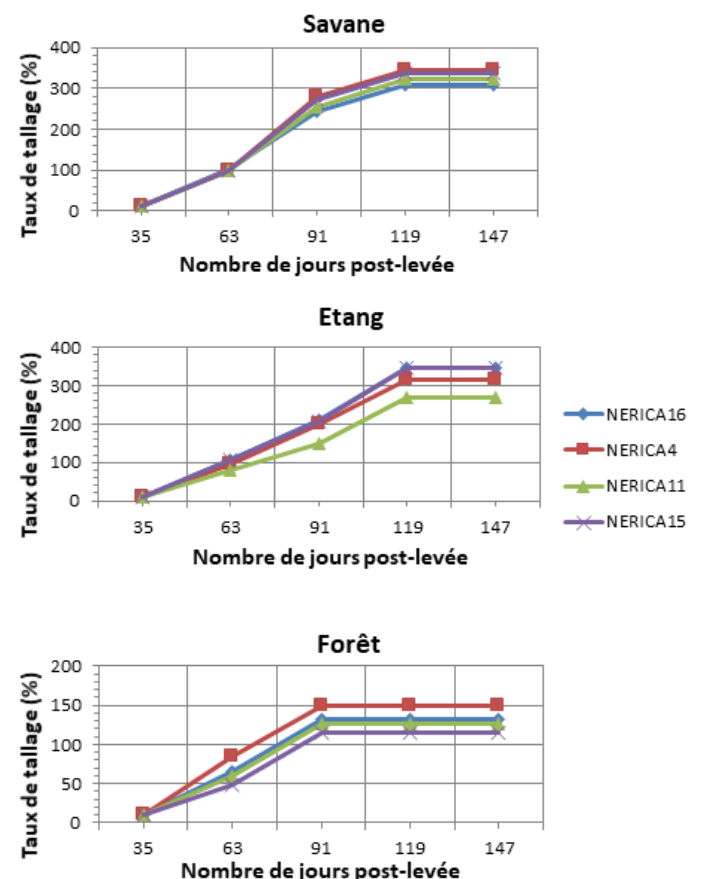 Savane
Taux de tallage (%)
400
300
200
100
0
35 63 91 119 147
Nombre de jours post-levée
Etang
Taux de tallage (%)
400
300
200
100
0
35 63 91 119 147
Nombre de jours post-levée
NERICA16
NERICA4
NERICA11
NERICA15
Forêt
Taux de tallage (%)
200
150
100
50
0
35 63 91 119 147
Nombre de jours post-levée